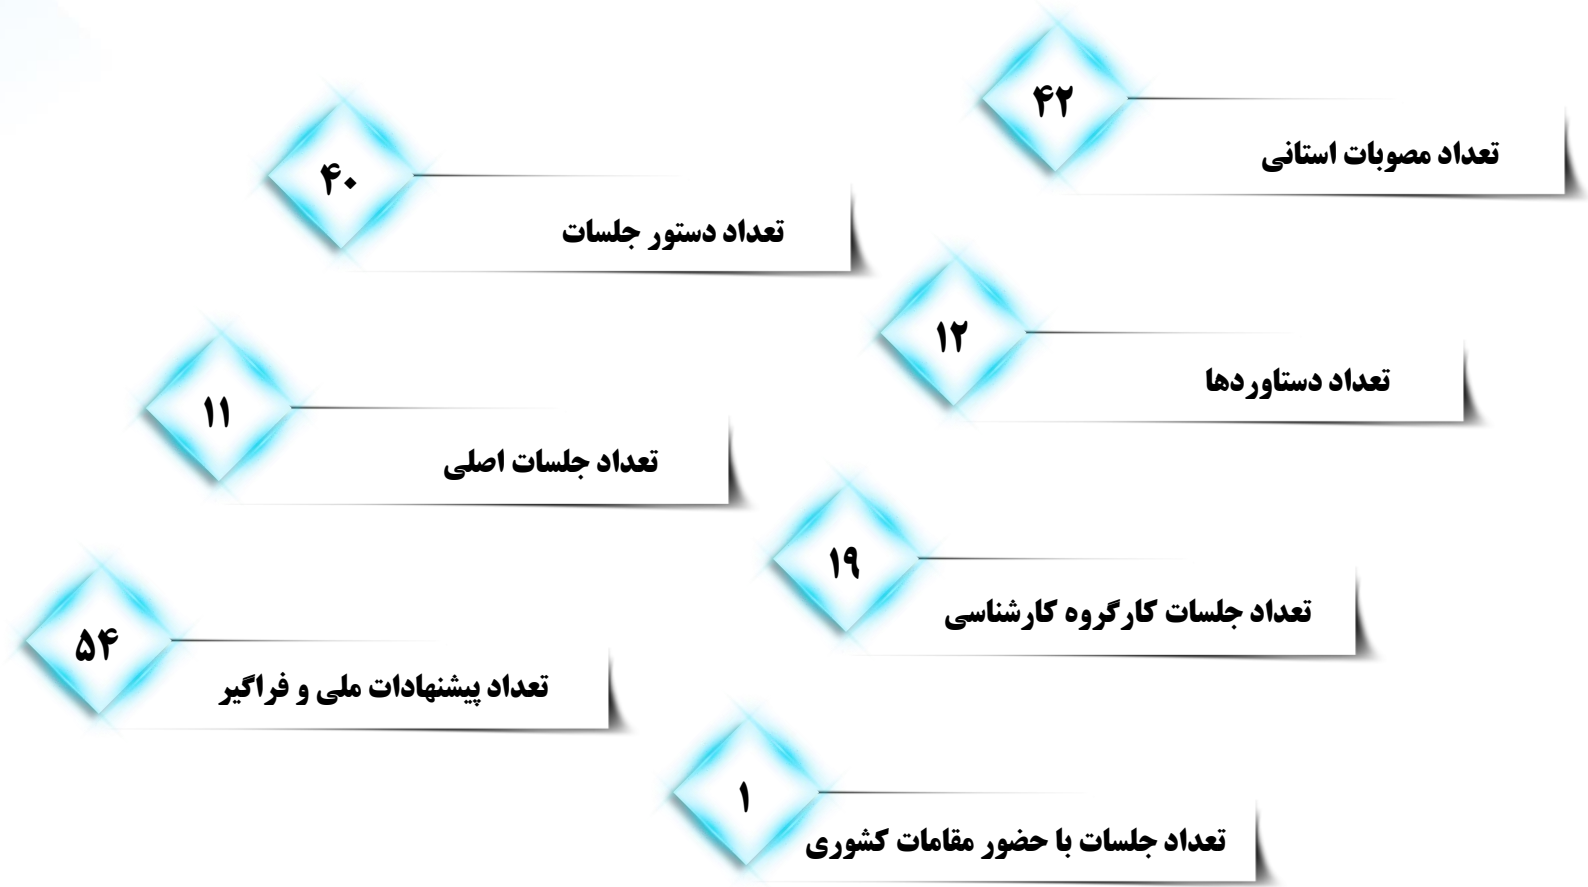 ۴۲
تعداد مصوبات استانی
۱۲
تعداد دستاوردها
۱۹
تعداد جلسات کارگروه کارشناسی
۱
تعداد جلسات با حضور مقامات کشوری
۴۰
تعداد دستور جلسات
۱۱
تعداد جلسات اصلی
۵۴
تعداد پیشنهادات ملی و فراگیر